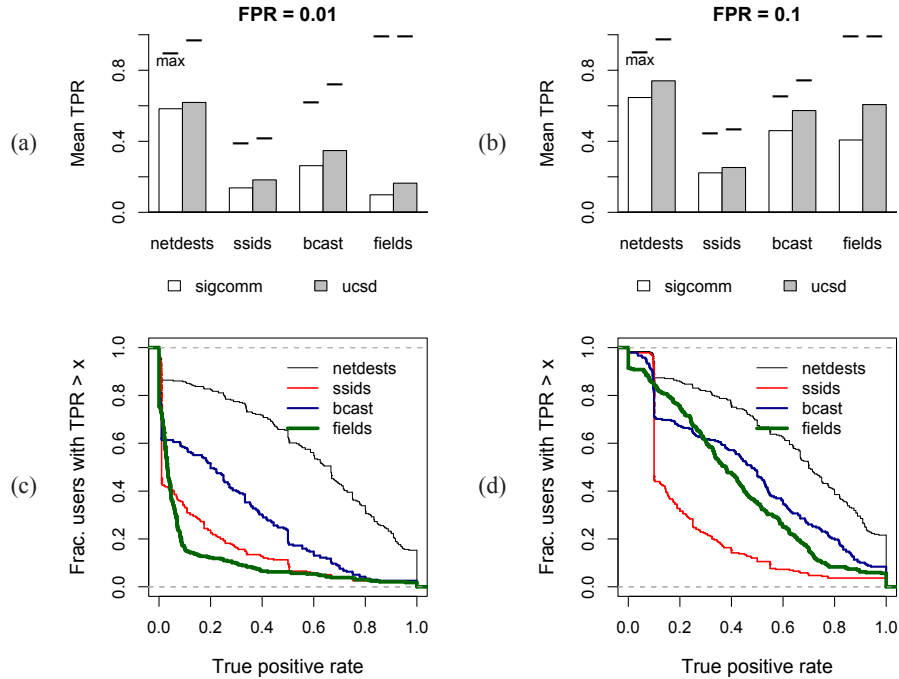 FPR = 0.01
(a)
Mean TPR
0.0 0.4 0.8
max
netdests ssids bcast fields
sigcomm ucsd
FPR = 0.1
(b)
Mean TPR
0.0 0.4 0.8
max
netdests ssids bcast fields
sigcomm ucsd
(c)
Frac. users with TPR > x
0.0 0.2 0.4 0.6 0.8 1.0
netdests
ssids
bcast
fields
0.0 0.2 0.4 0.6 0.8 1.0
True positive rate
(d)
Frac. users with TPR > x
0.0 0.2 0.4 0.6 0.8 1.0
netdests
ssids
bcast
fields
0.0 0.2 0.4 0.6 0.8 1.0
True positive rate